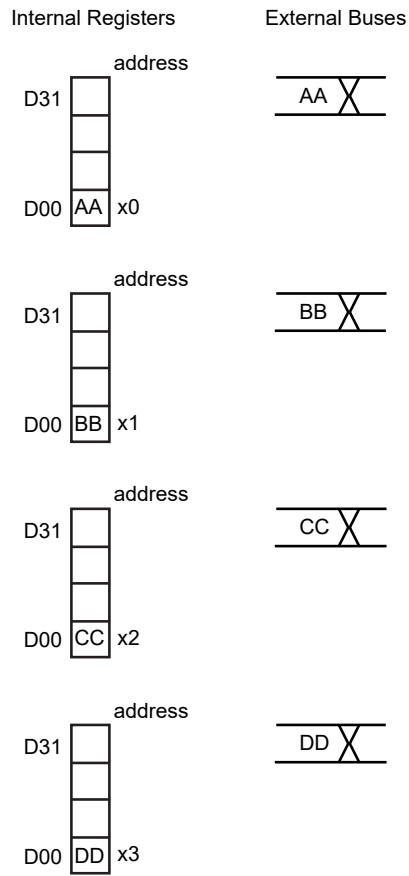 Internal Registers External Buses
address
D31 AA
D00 AA x0
address
D31 BB
D00 BB x1
address
D31 CC
D00 CC x2
address
D31 DD
D00 DD x3